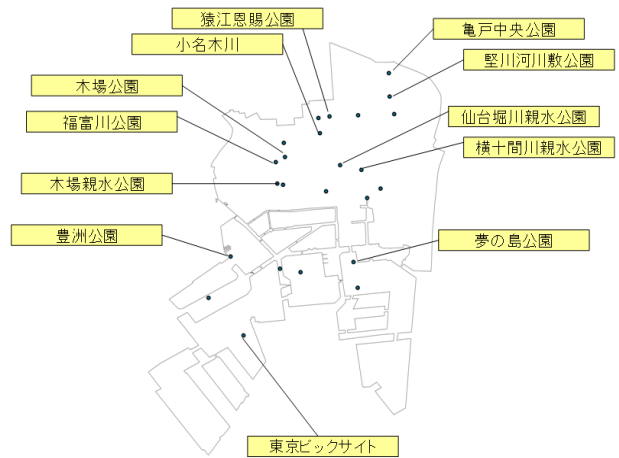 猿江恩賜公園
亀戸中央公園
小名木川
竪川河川敷公園
木場公園
仙台堀川親水公園
福富川公園
横十間川親水公園
木場親水公園
豊洲公園
夢の島公園
東京ビックサイト